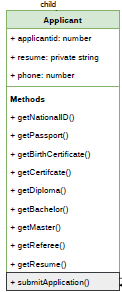 child
Applicant
+ applicantid: number
+ resume: private string
+ phone: number
Methods
+ getNationalID()
+ getPassport()
+ getBirthCertificate()
+ getCertifcate()
+ getDiploma()
+ getBachelor()
+ getMaster()
+ getReferee()
+ getResume()
+ submitApplication()